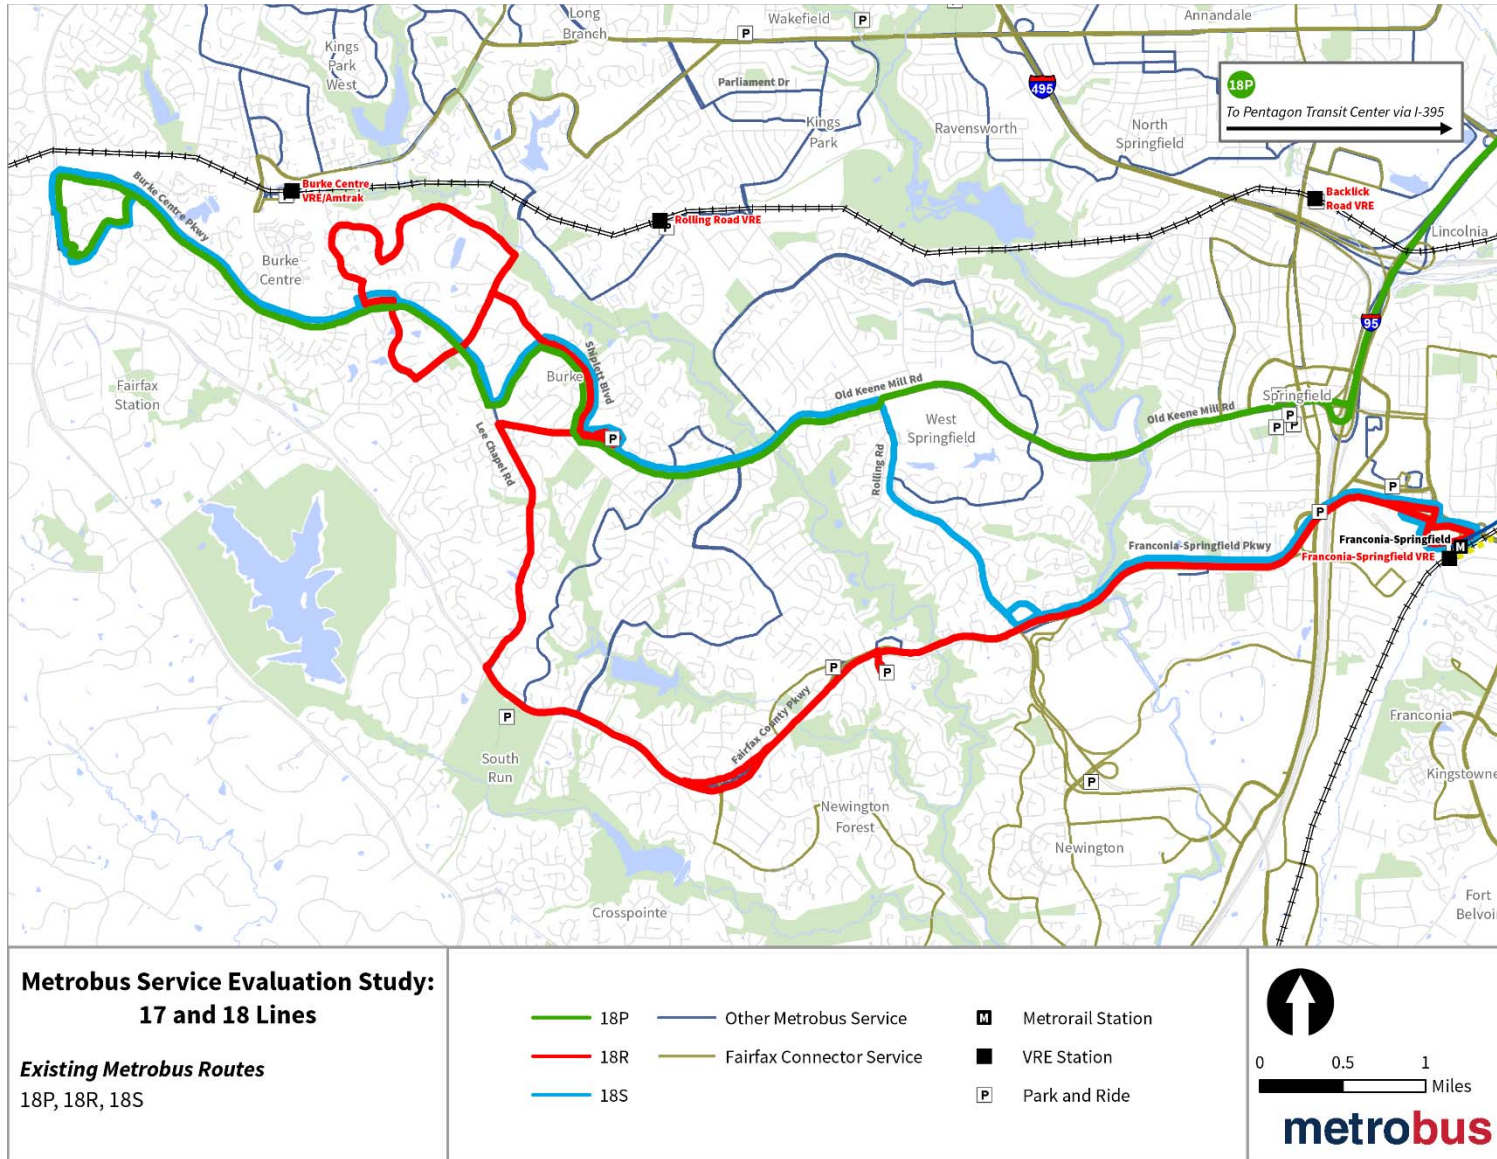 Long
Branch
Wakefield
P
P
Annandale
Kings
Park
West
Parliament Dr
495
18P
To Pentagon Transit Center via I-395
Kings
Park
Ravensworth
North
Springfield
Burke Centre Pkwy
Burke Centre
VRE/Amtrak
Rolling Road VRE
Backlick
Road VRE
Lincolnia
Burke
Centre
95
Shiplett Blvd
Burke
Fairfax
Station
Old Keene Mill Rd
Springfield
Old Keene Mill Rd
P
P
P
West
Springfield
Lee Chapel Rd
P
Rolling Rd
P
P
Franconia-Springfield Pkwy
Franconia-Springfield
M
Franconia-Springfield VRE
P
P
P
Fairfax County Pkwy
Franconia
South
Run
P
Kingstowne
Newington
Forest
Newington
Crosspointe
Fort
Belvoi
Metrobus Service Evaluation Study:
17 and 18 Lines
Existing Metrobus Routes
18P, 18R, 18S
18P
18R
18S
Other Metrobus Service
Fairfax Connector Service
M Metrorail Station
VRE Station
P Park and Ride
0 0.5 1
Miles
metrobus